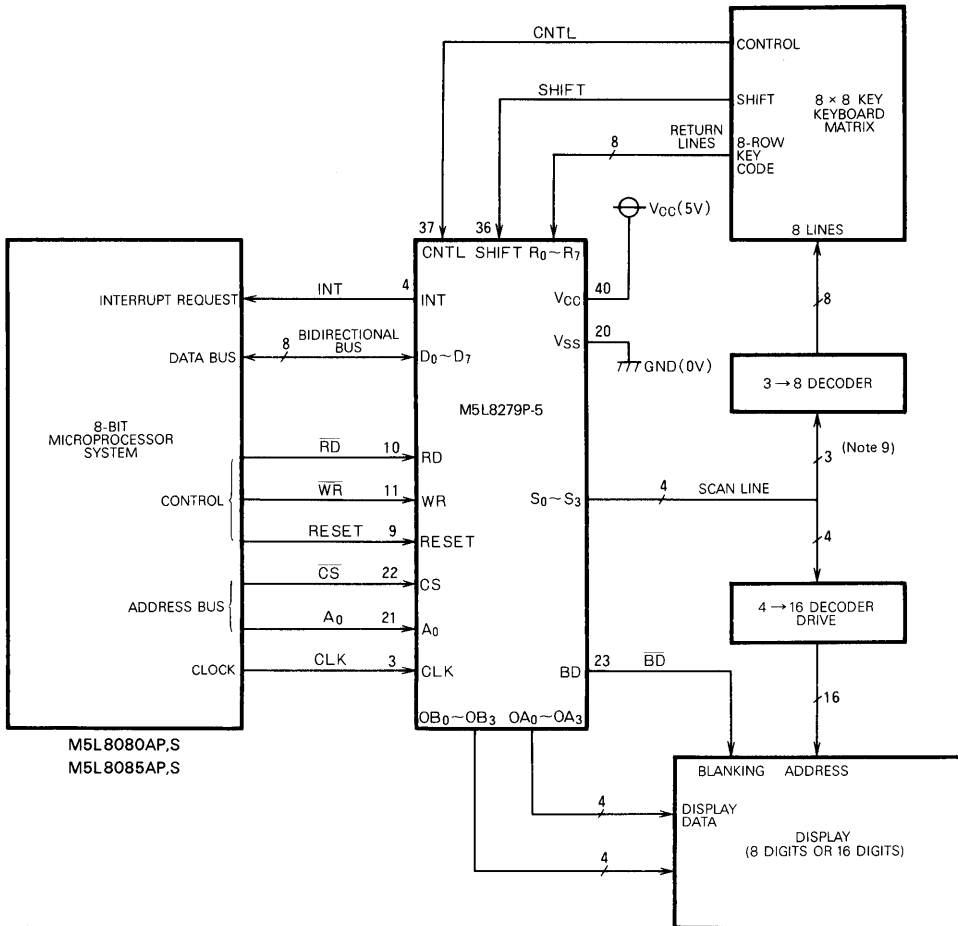 CNTL
CONTROL
SHIFT
SHIFT
8 × 8 KEY
KEYBOARD
MATRIX
RETURN
LINES
8
8-ROW
KEY
CODE
8 LINES
VCC(5V)
37
36
CNTL SHIFT R0~R7
INTERRUPT REQUEST
INT
4
INT
VCC
40
8
DATA BUS
8
BIDIRECTIONAL
BUS
D0~D7
VSS
20
GND(0V)
3→8 DECODER
M5L8279P-5
8-BIT
MICROPROCESSOR
SYSTEM
CONTROL
R̅D̅
10
RD
3
(Note 9)
W̅R̅
11
WR
S0~S3
4
SCAN LINE
RESET
9
RESET
4
ADDRESS BUS
C̅S̅
22
CS
4→16 DECODER
DRIVE
A0
21
A0
CLOCK
CLK
3
CLK
BD
23
B̅D̅
16
OB0~OB3 OA0~OA3
M5L8080AP,S
M5L8085AP,S
BLANKING ADDRESS
4
DISPLAY
DATA
DISPLAY
(8 DIGITS OR 16 DIGITS)
4